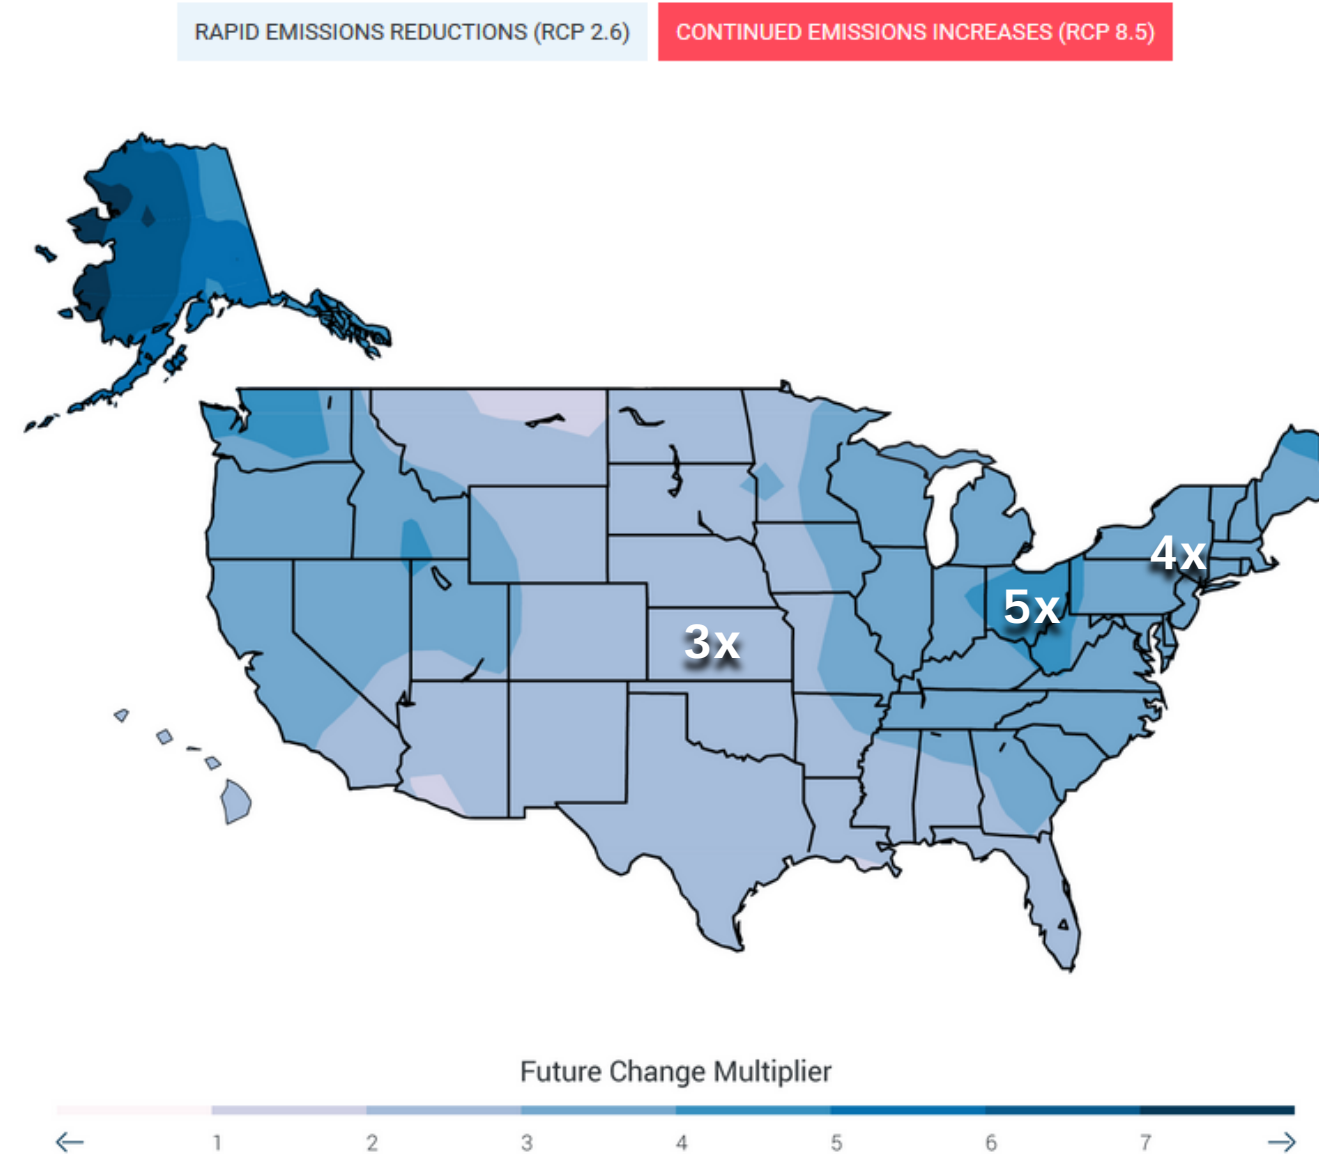 RAPID EMISSIONS REDUCTIONS (RCP 2.6) CONTINUED EMISSIONS INCREASES (RCP 8.5)
4x
5x
3x
Future Change Multiplier
1 2 3 4 5 6 7